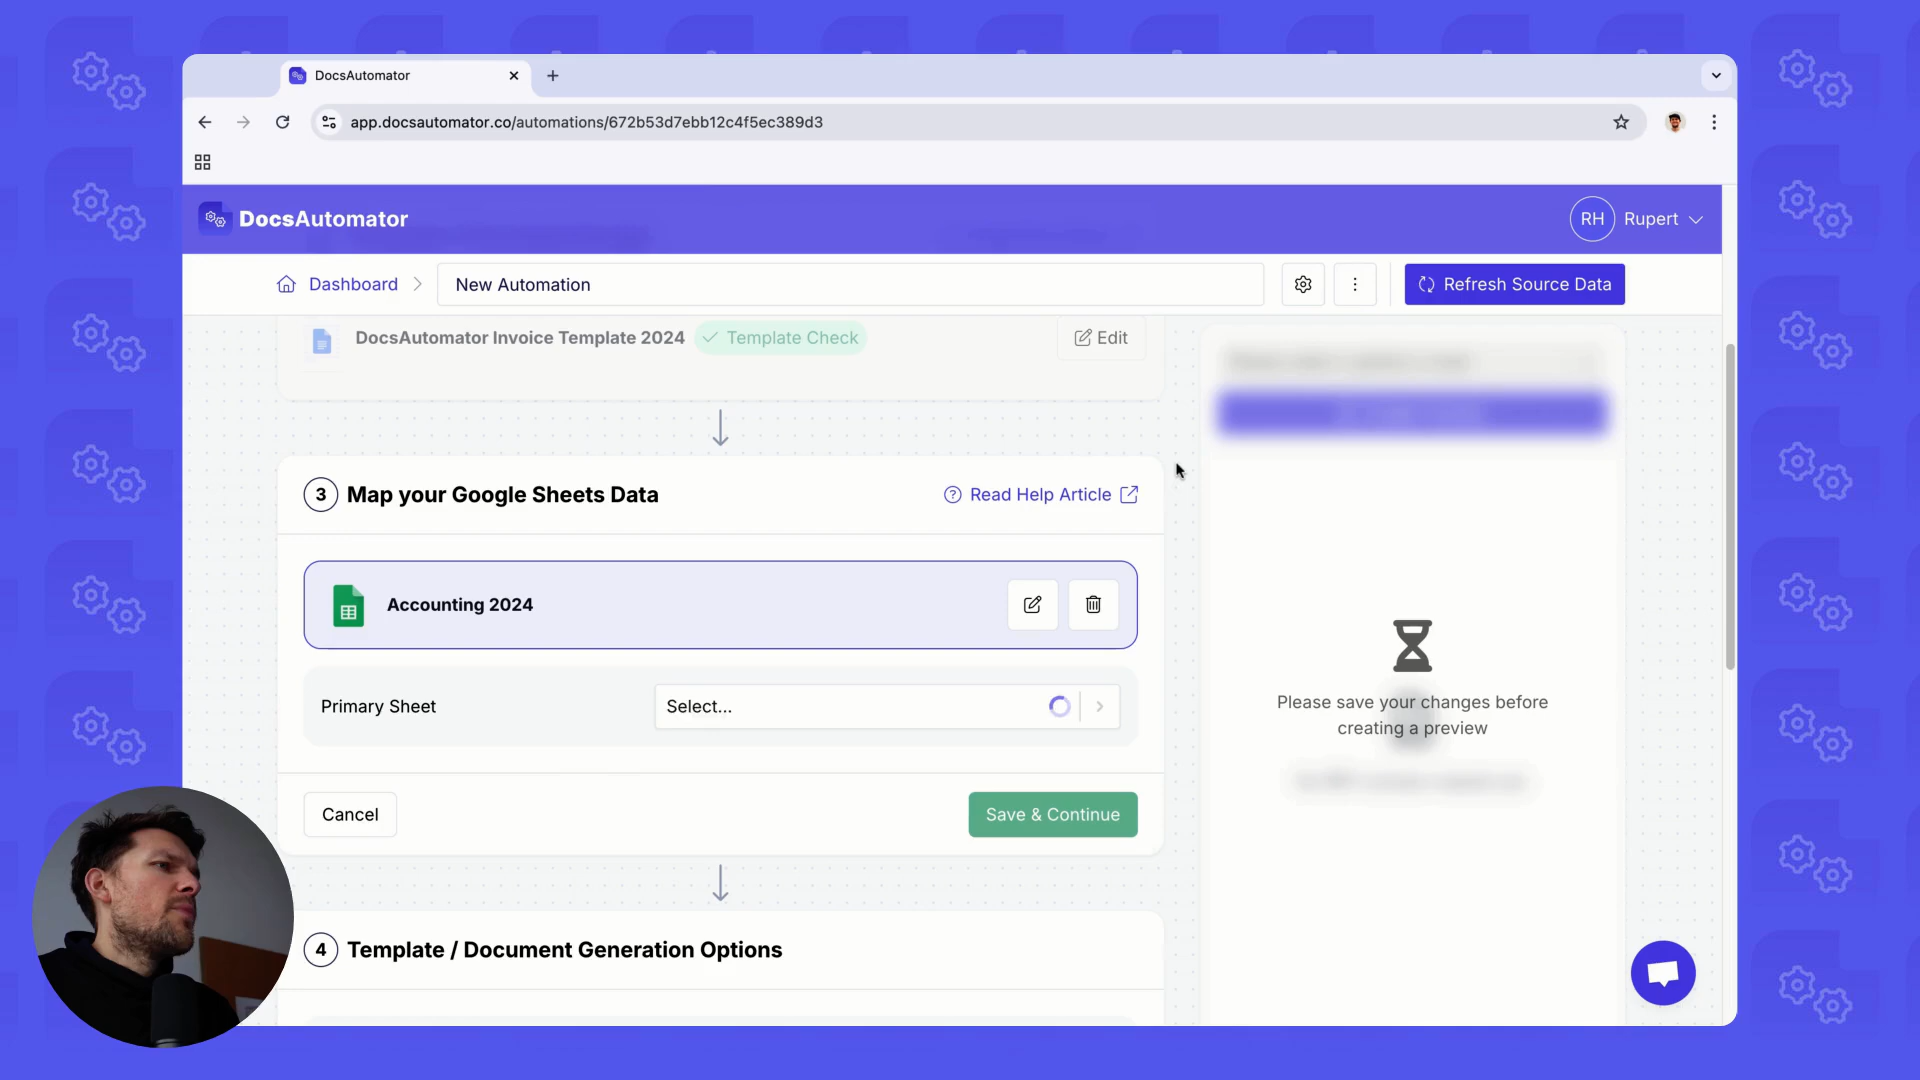 DocsAutomator
app.docsautomator.co/automations/672b53d7ebb12c4f5ec389d3
DocsAutomator
RH Rupert
Dashboard
New Automation
Refresh Source Data
DocsAutomator Invoice Template 2024
Template Check
Edit
3 Map your Google Sheets Data
Read Help Article
Accounting 2024
Primary Sheet
Select...
Cancel
Save & Continue
4 Template / Document Generation Options
Please save your changes before
creating a preview